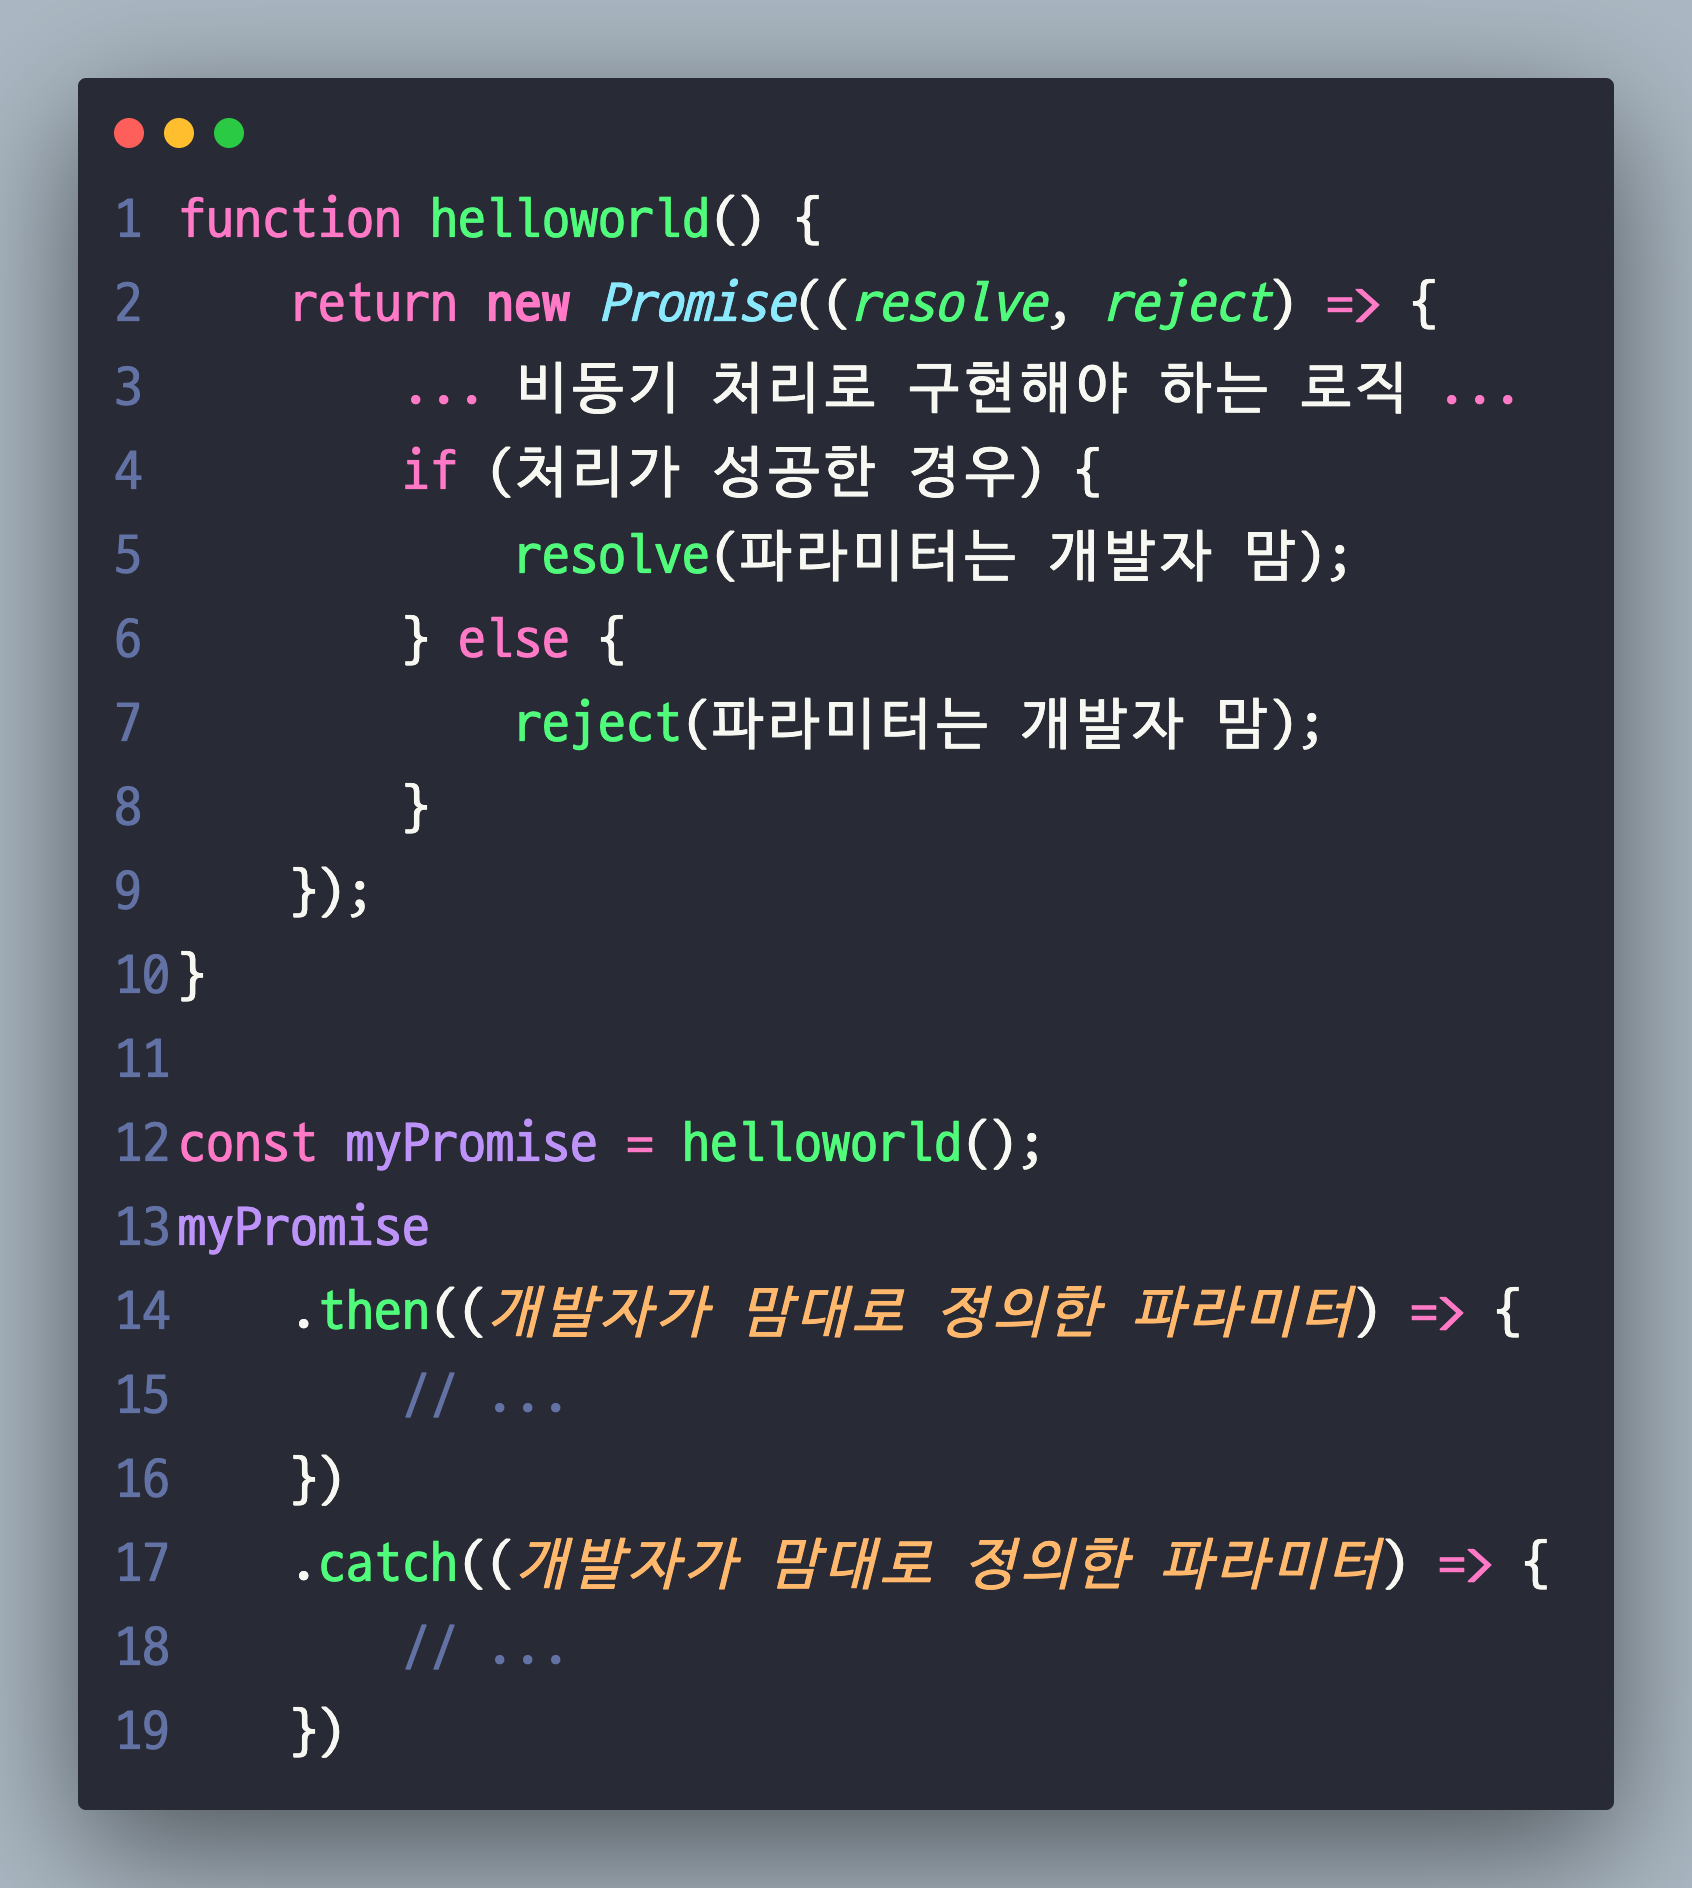 1 function helloworld() {
2     return new Promise((resolve, reject) => {
3         ... 비동기 처리로 구현해야 하는 로직 ...
4         if (처리가 성공한 경우) {
5             resolve(파라미터는 개발자 맘);
6         } else {
7             reject(파라미터는 개발자 맘);
8         }
9     });
10 }
11
12 const myPromise = helloworld();
13 myPromise
14     .then((개발자가 맘대로 정의한 파라미터) => {
15         // ...
16     })
17     .catch((개발자가 맘대로 정의한 파라미터) => {
18         // ...
19     })